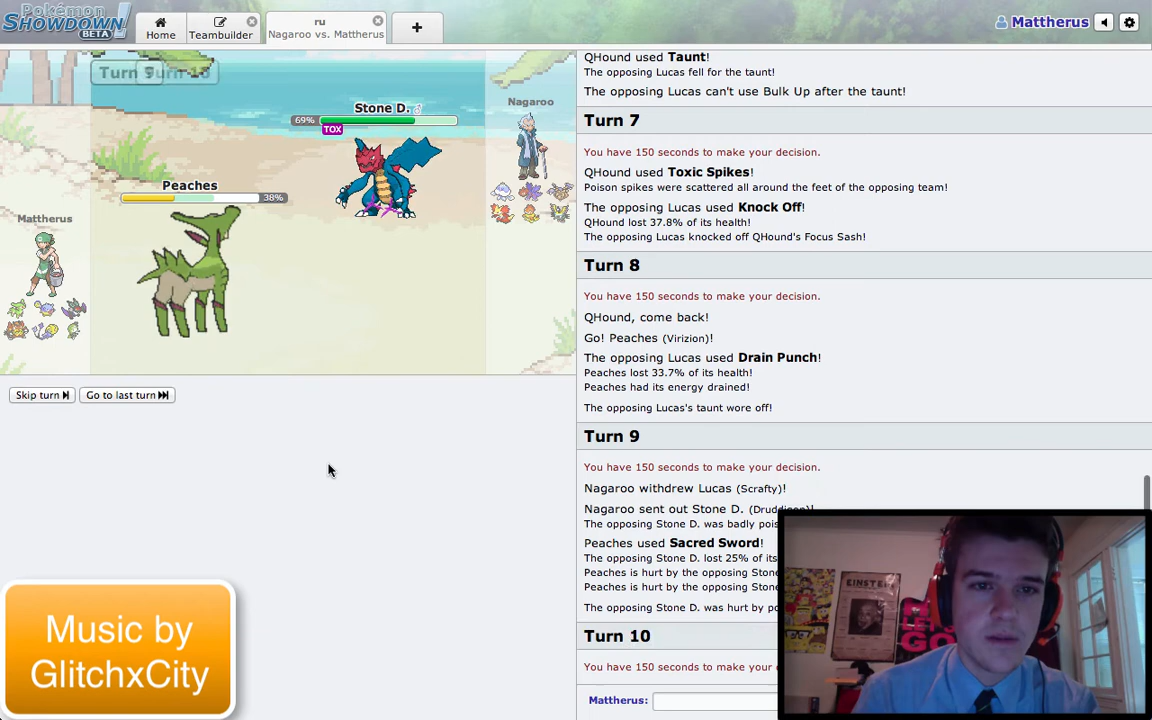 Pokémon
SHOWDOWN!
BETA
Home
Teambuilder
ru
Nagaroo vs. Mattherus
+
Mattherus
Stone D. ♂
69%
TOX
Peaches
38%
Mattherus
Nagaroo
Skip turn
Go to last turn
QHound used Taunt!
The opposing Lucas fell for the taunt!
The opposing Lucas can't use Bulk Up after the taunt!
Turn 7
You have 150 seconds to make your decision.
QHound used Toxic Spikes!
Poison spikes were scattered all around the feet of the opposing team!
The opposing Lucas used Knock Off!
QHound lost 37.8% of its health!
The opposing Lucas knocked off QHound's Focus Sash!
Turn 8
You have 150 seconds to make your decision.
QHound, come back!
Go! Peaches (Virizion)!
The opposing Lucas used Drain Punch!
Peaches lost 33.7% of its health!
Peaches had its energy drained!
The opposing Lucas's taunt wore off!
Turn 9
You have 150 seconds to make your decision.
Nagaroo withdrew Lucas (Scrafty)!
Nagaroo sent out Stone D.
The opposing Stone D. was badly
Peaches used Sacred Sword!
The opposing Stone D. lost 25% of its
Peaches is hurt by the opposing Stone
Peaches is hurt by the opposing Stone
The opposing Stone D. was hurt by
Turn 10
You have 150 seconds to make your
Mattherus:
Music by
GlitchxCity
EINSTEIN